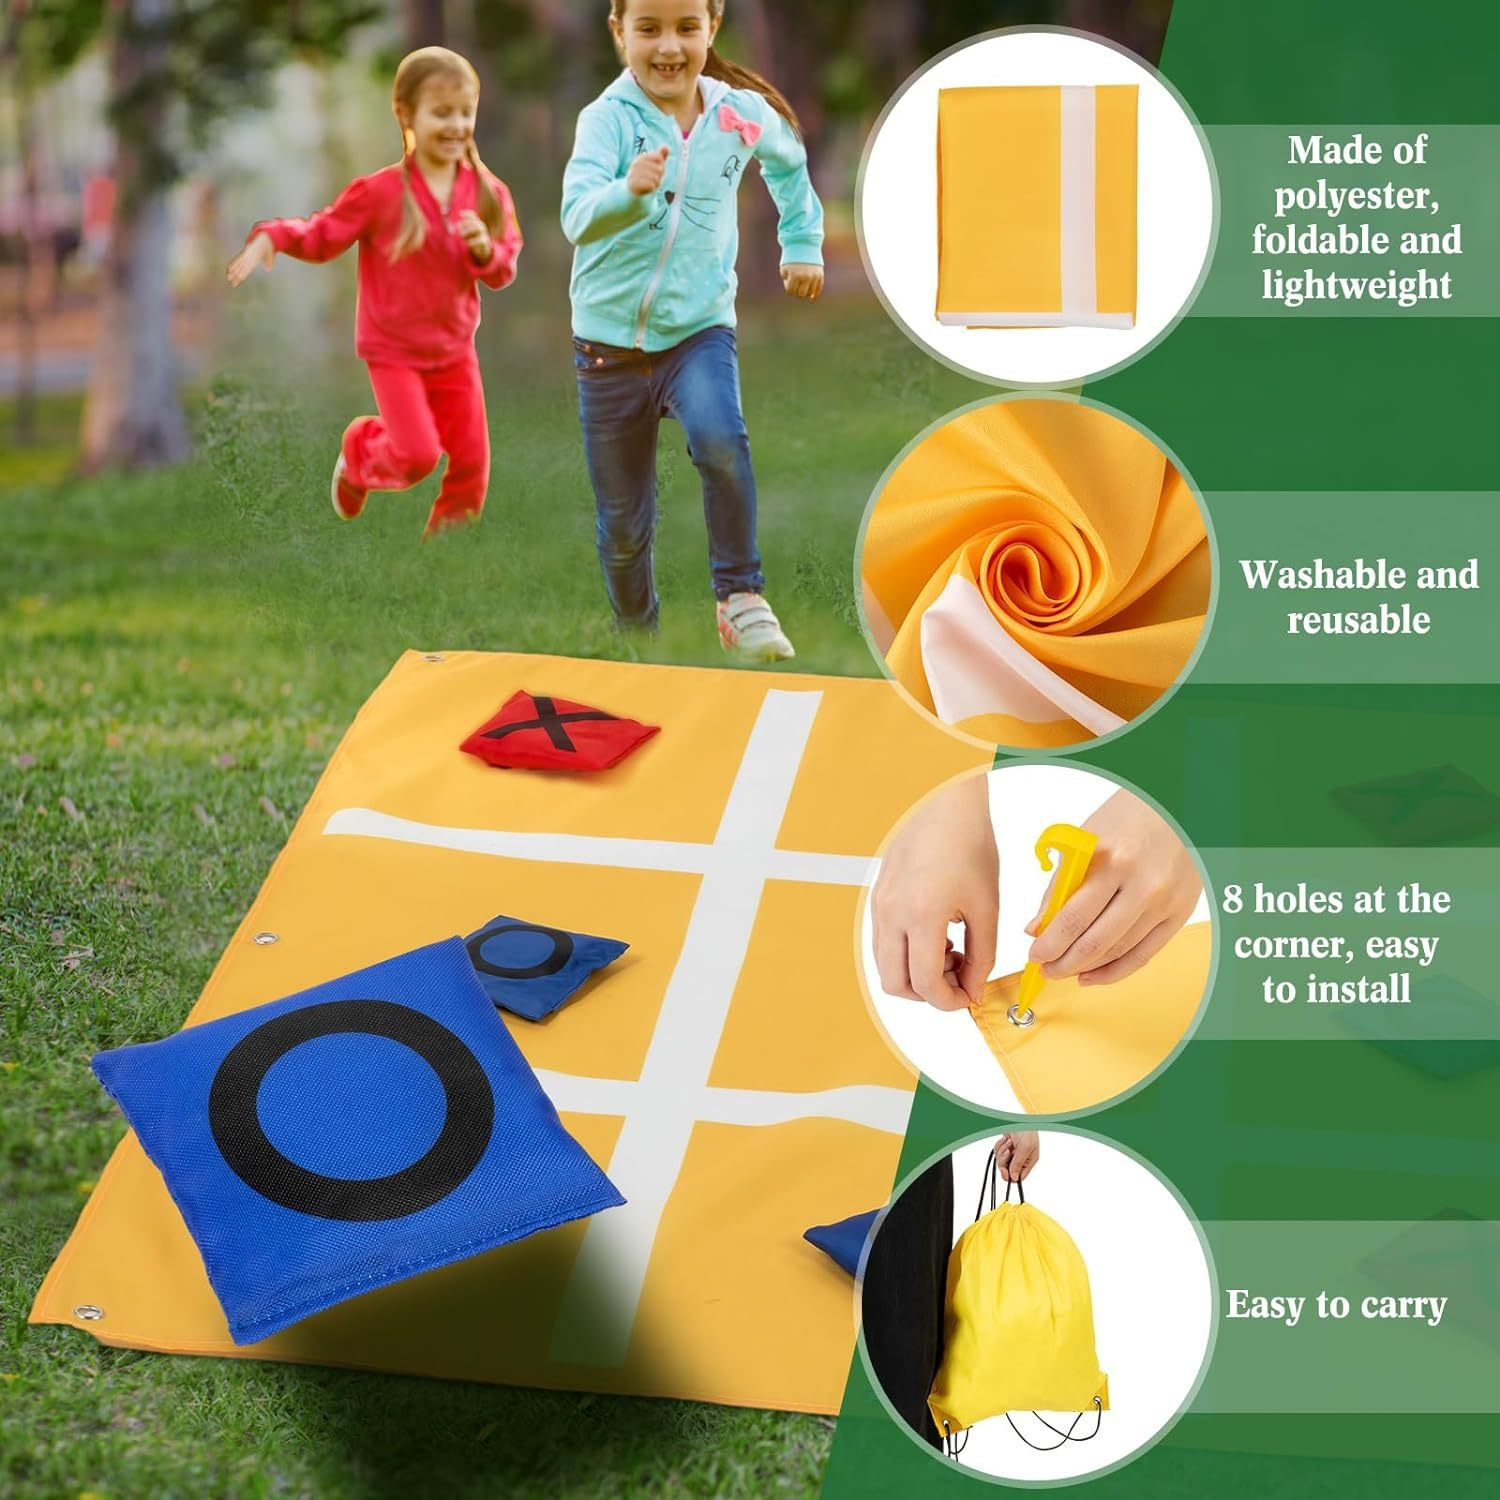 Made of
polyester,
foldable and
lightweight
Washable and
reusable
8 holes at the
corner, easy
to install
Easy to carry